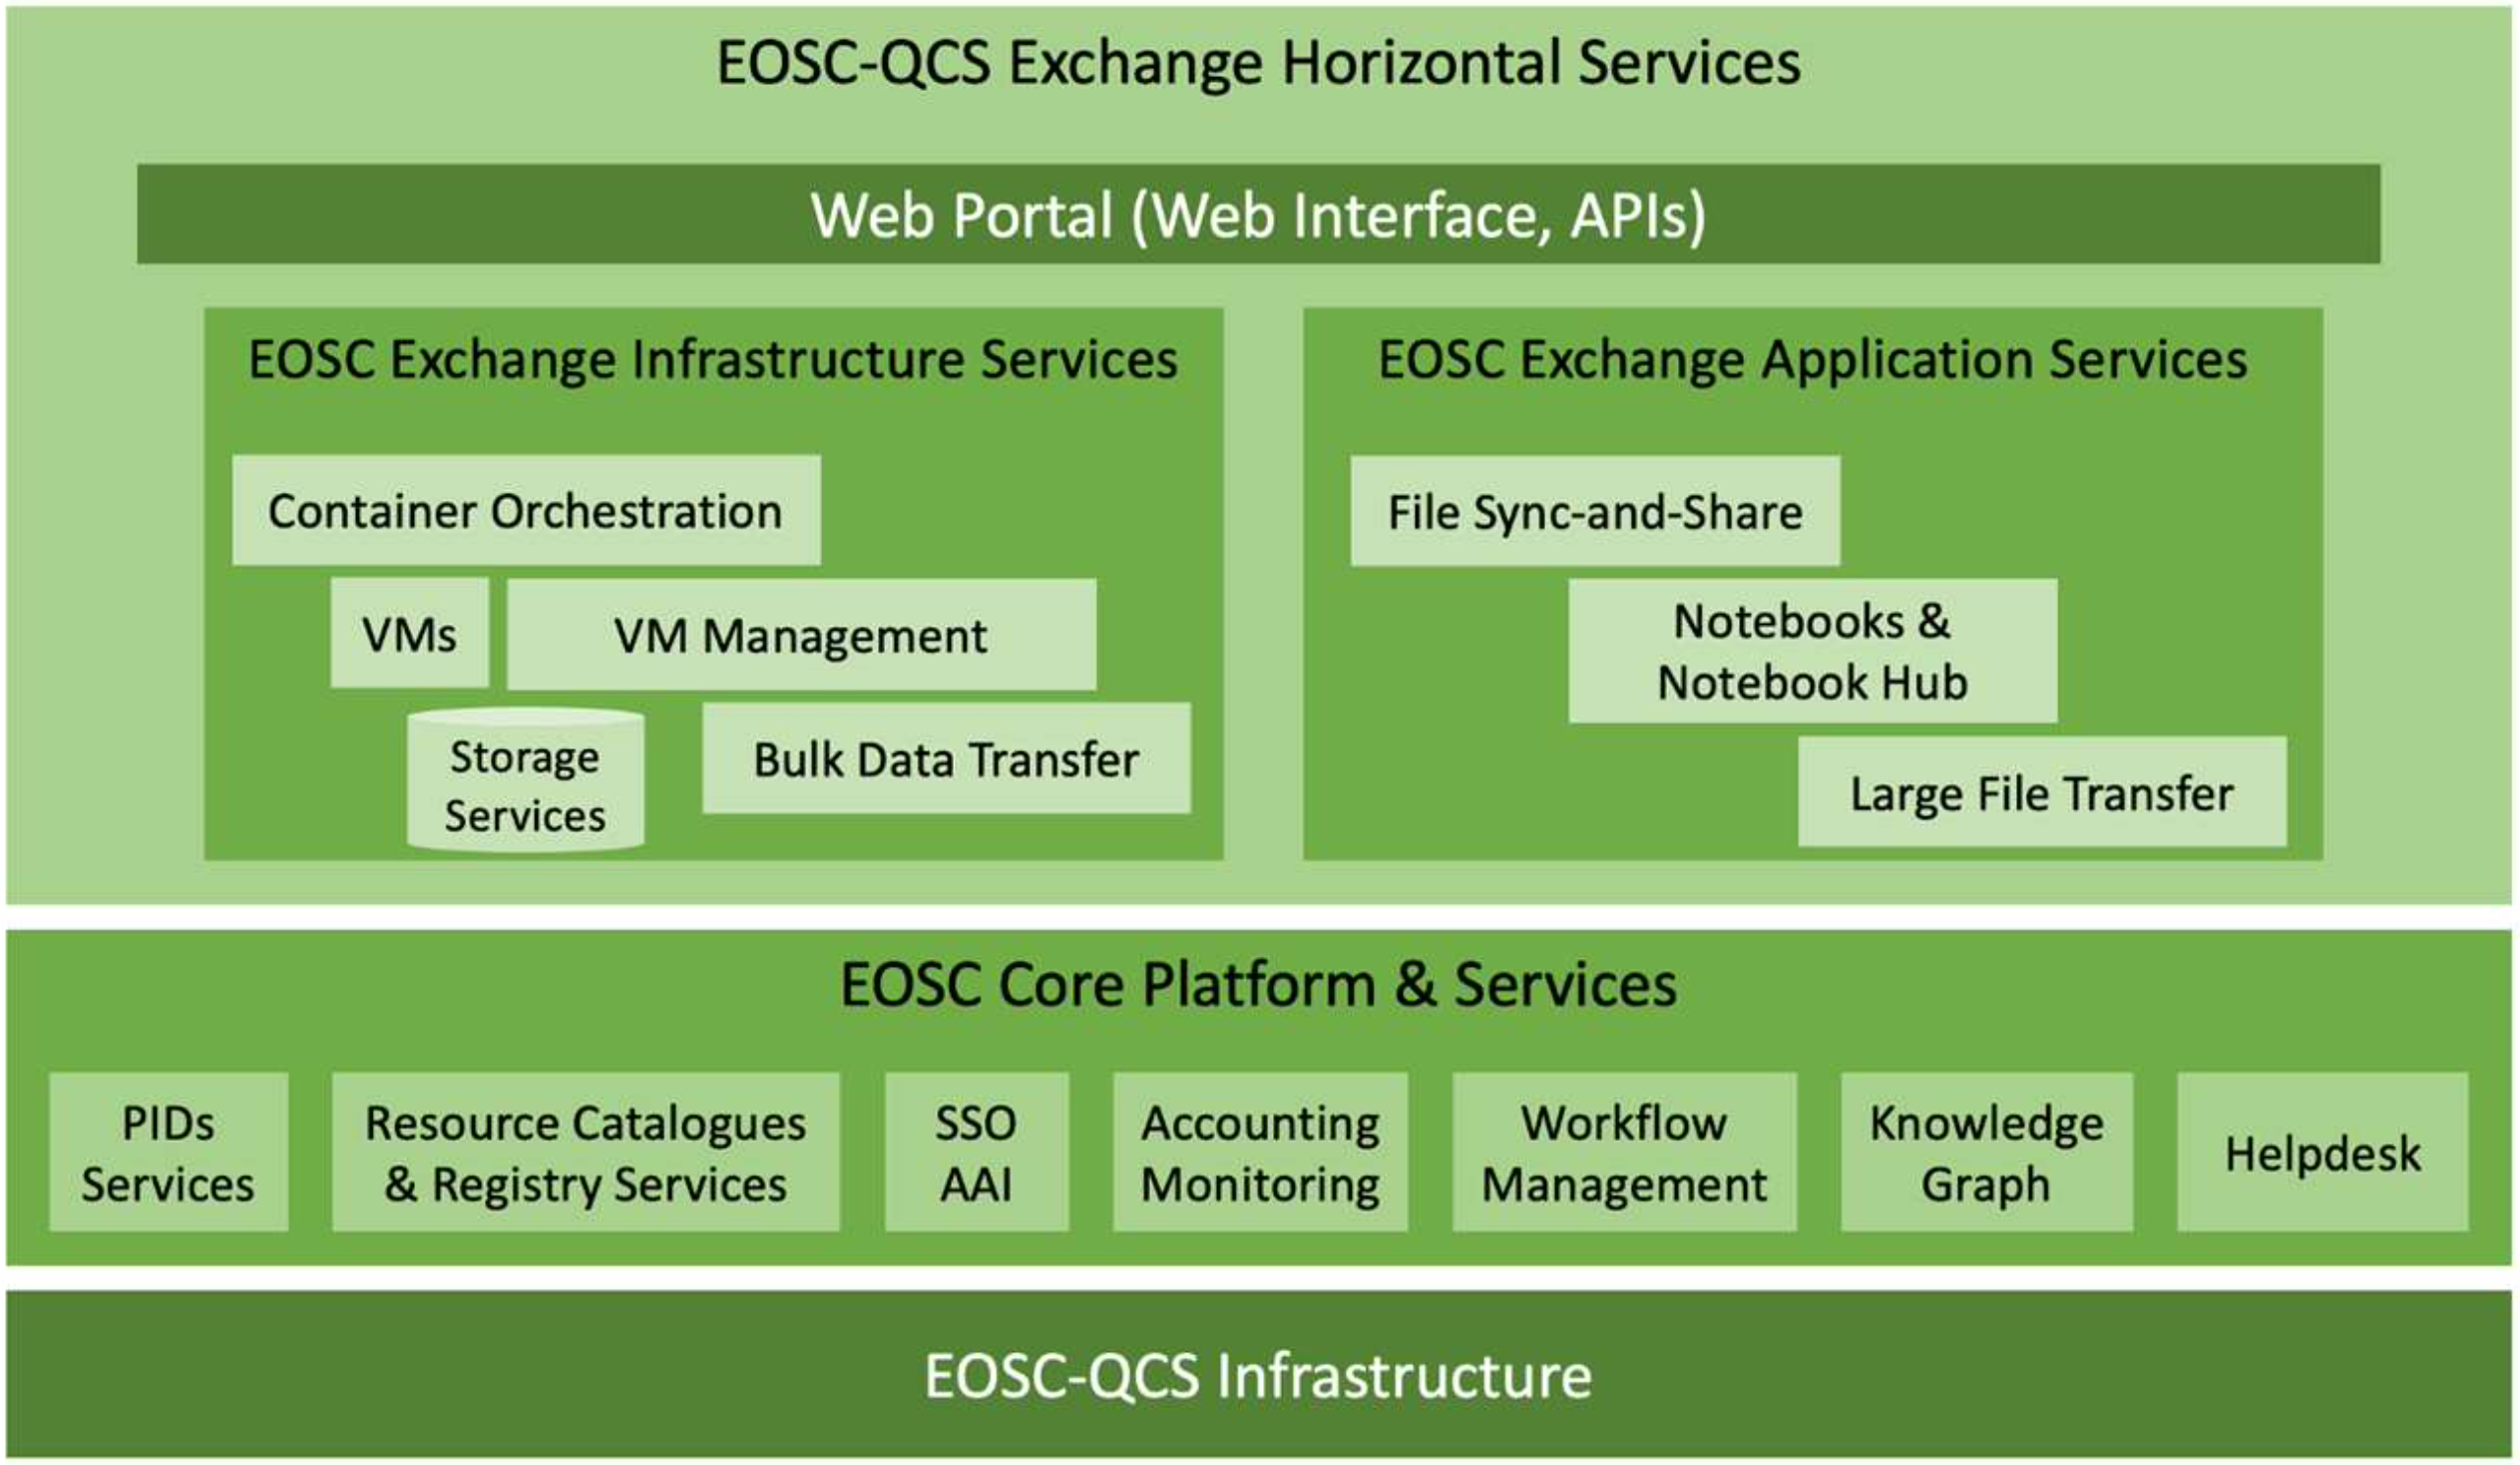 EOSC-QCS Exchange Horizontal Services
Web Portal (Web Interface, APIs)
EOSC Exchange Infrastructure Services
Container Orchestration
VMs
VM Management
Storage
Services
Bulk Data Transfer
EOSC Exchange Application Services
File Sync-and-Share
Notebooks &
Notebook Hub
Large File Transfer
EOSC Core Platform & Services
PIDs
Services
Resource Catalogues
& Registry Services
SSO
AAI
Accounting
Monitoring
Workflow
Management
Knowledge
Graph
Helpdesk
EOSC-QCS Infrastructure